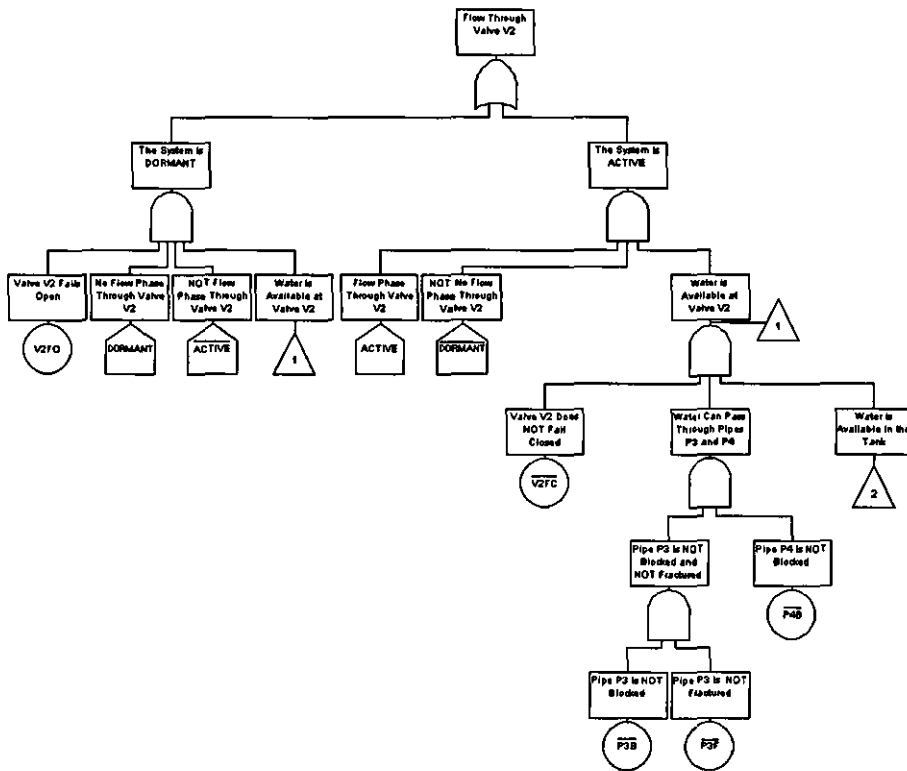 Flow Through
Valve V2
The System is
DORMANT
The System is
ACTIVE
Valve V2 Fails
Open
No Flow Phase
Through Valve
V2
NOT Flow
Phase Through
Valve V2
Water is
Available at
Valve V2
Flow Phase
Through Valve
V2
NOT No Flow
Phase Through
Valve V2
Water is
Available at
Valve V2
V2FO
DORMANT
ACTIVE
1
ACTIVE
DORMANT
1
Valve V2 Does
NOT Fail
Closed
Water Can Pass
Through Pipes
P3 and P4
Water is
Available in the
Tank
V2FC
2
Pipe P3 is NOT
Blocked and
NOT Fractured
Pipe P4 is NOT
Blocked
P4B
Pipe P3 is NOT
Blocked
Pipe P3 is NOT
Fractured
P3B
P3F